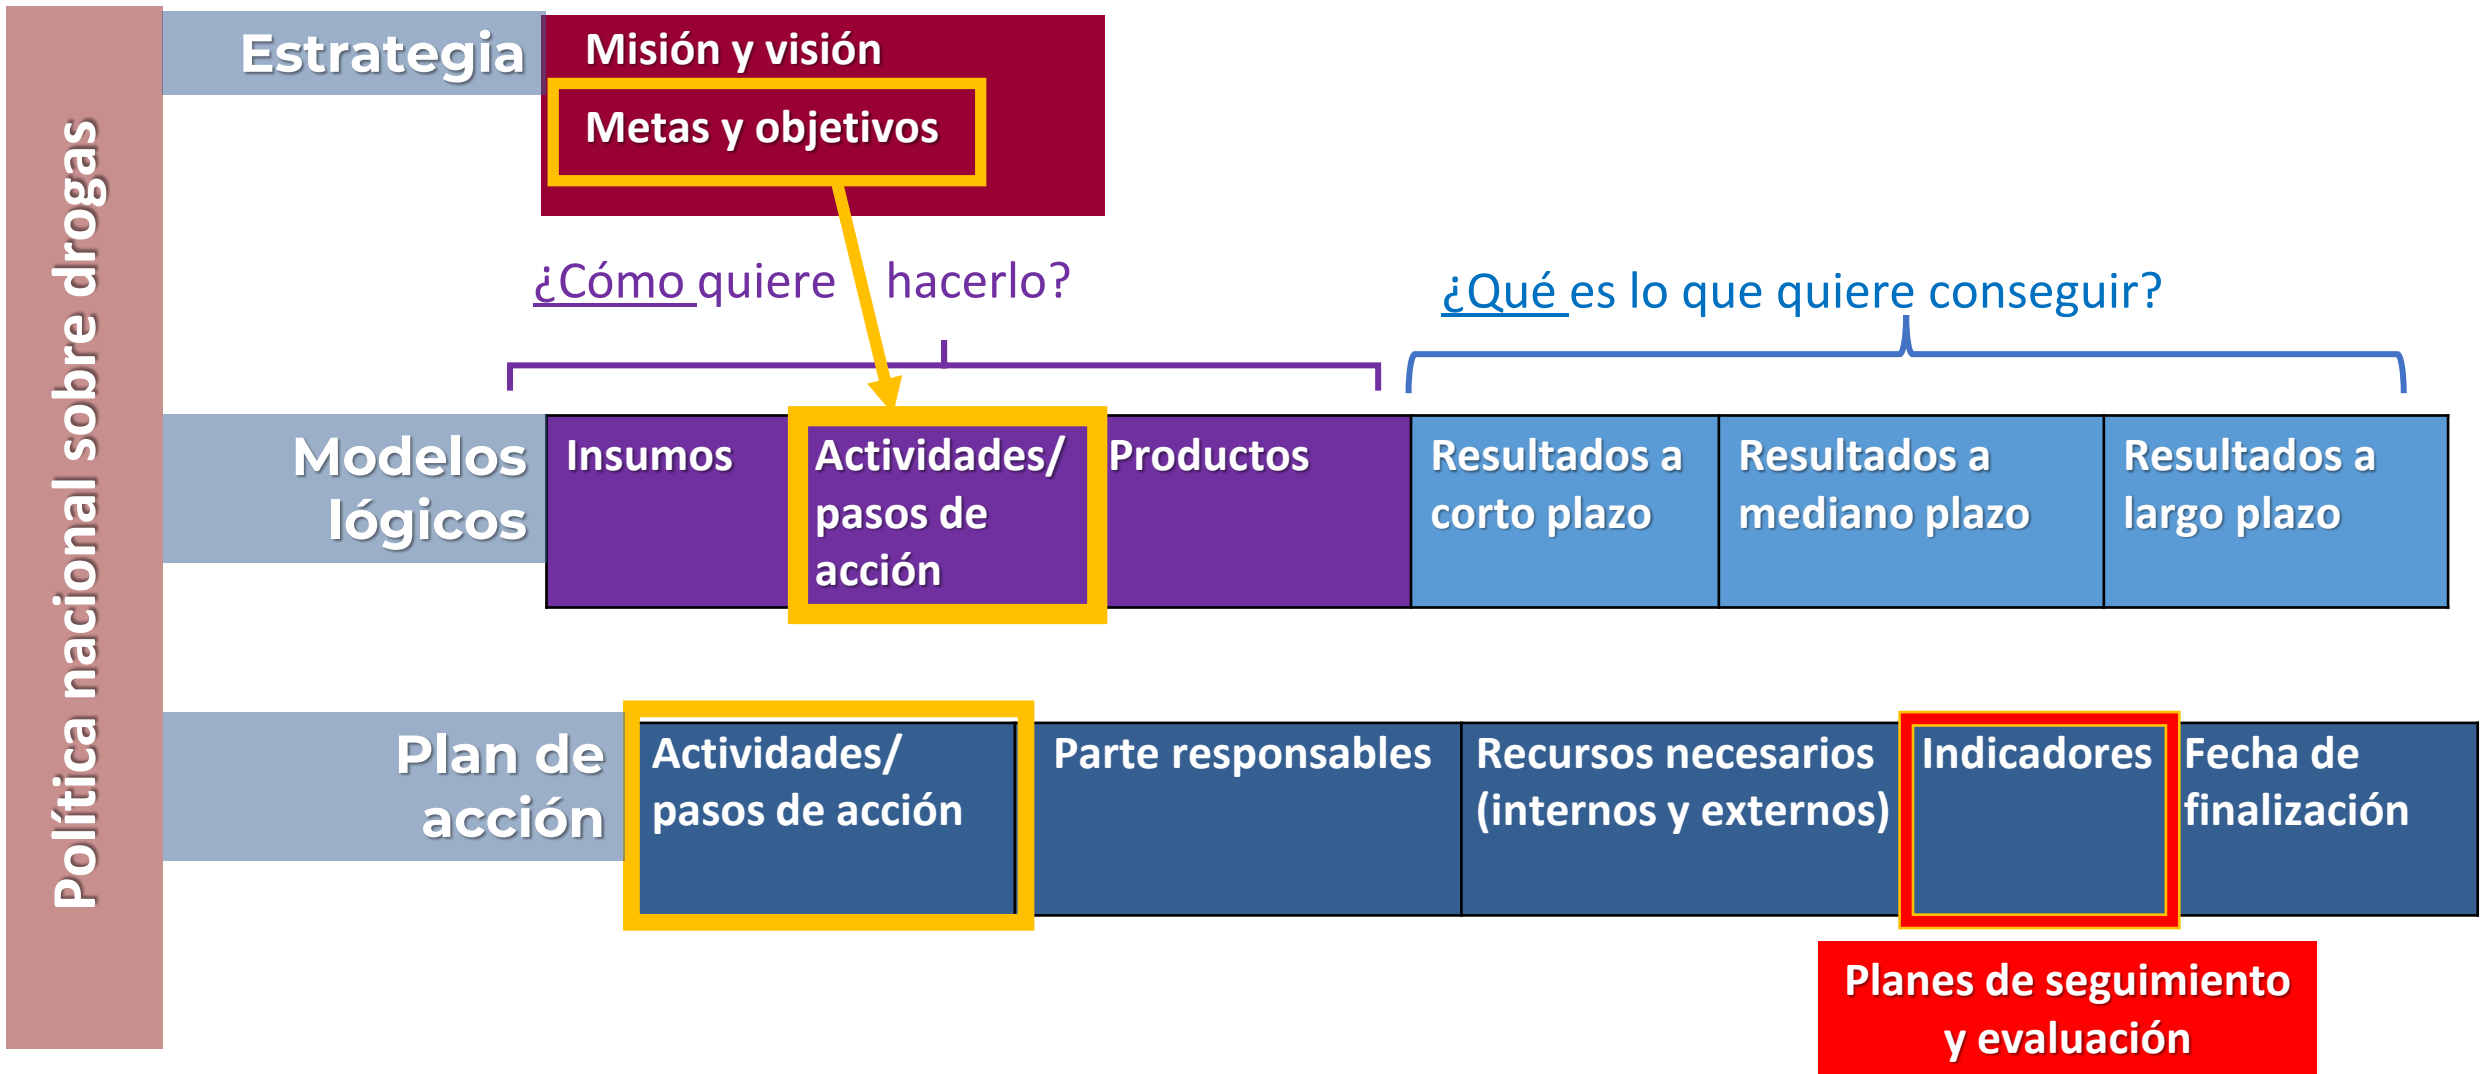 Política nacional sobre drogas
Estrategia
Misión y visión
Metas y objetivos
¿Cómo quiere hacerlo?
¿Qué es lo que quiere conseguir?
Modelos
lógicos
Insumos
Actividades/
pasos de
acción
Productos
Resultados a
corto plazo
Resultados a
mediano plazo
Resultados a
largo plazo
Plan de
acción
Actividades/
pasos de acción
Parte responsables
Recursos necesarios
(internos y externos)
Indicadores
Fecha de
finalización
Planes de seguimiento
y evaluación